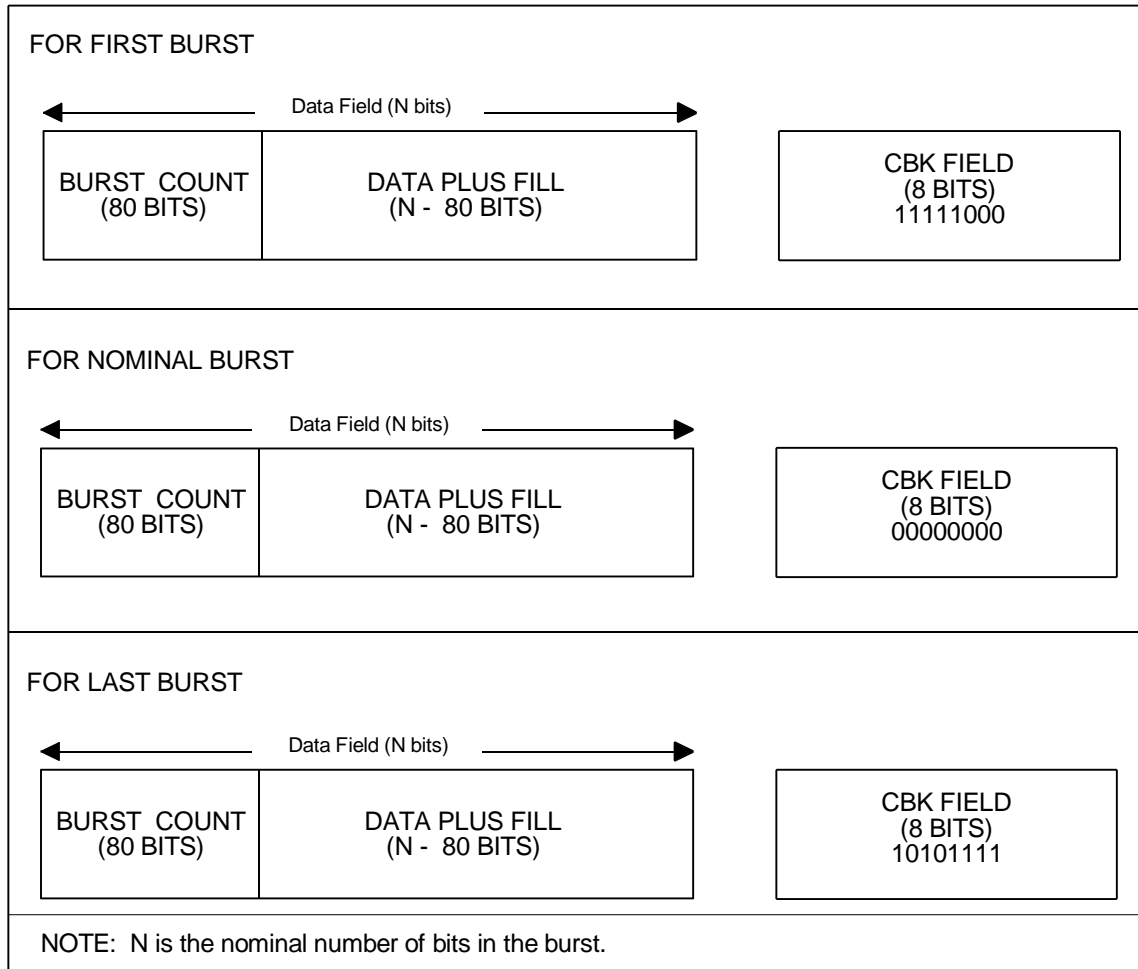 FOR FIRST BURST
Data Field (N bits)
BURST COUNT
(80 BITS)
DATA PLUS FILL
(N - 80 BITS)
CBK FIELD
(8 BITS)
11111000
FOR NOMINAL BURST
Data Field (N bits)
BURST COUNT
(80 BITS)
DATA PLUS FILL
(N - 80 BITS)
CBK FIELD
(8 BITS)
00000000
FOR LAST BURST
Data Field (N bits)
BURST COUNT
(80 BITS)
DATA PLUS FILL
(N - 80 BITS)
CBK FIELD
(8 BITS)
10101111
NOTE: N is the nominal number of bits in the burst.